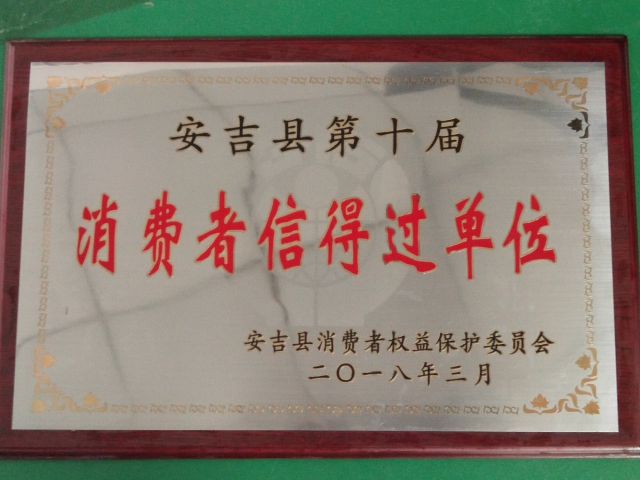 安吉县第十届
消费者信得过单位
安吉县消费者权益保护委员会
二〇一八年三月